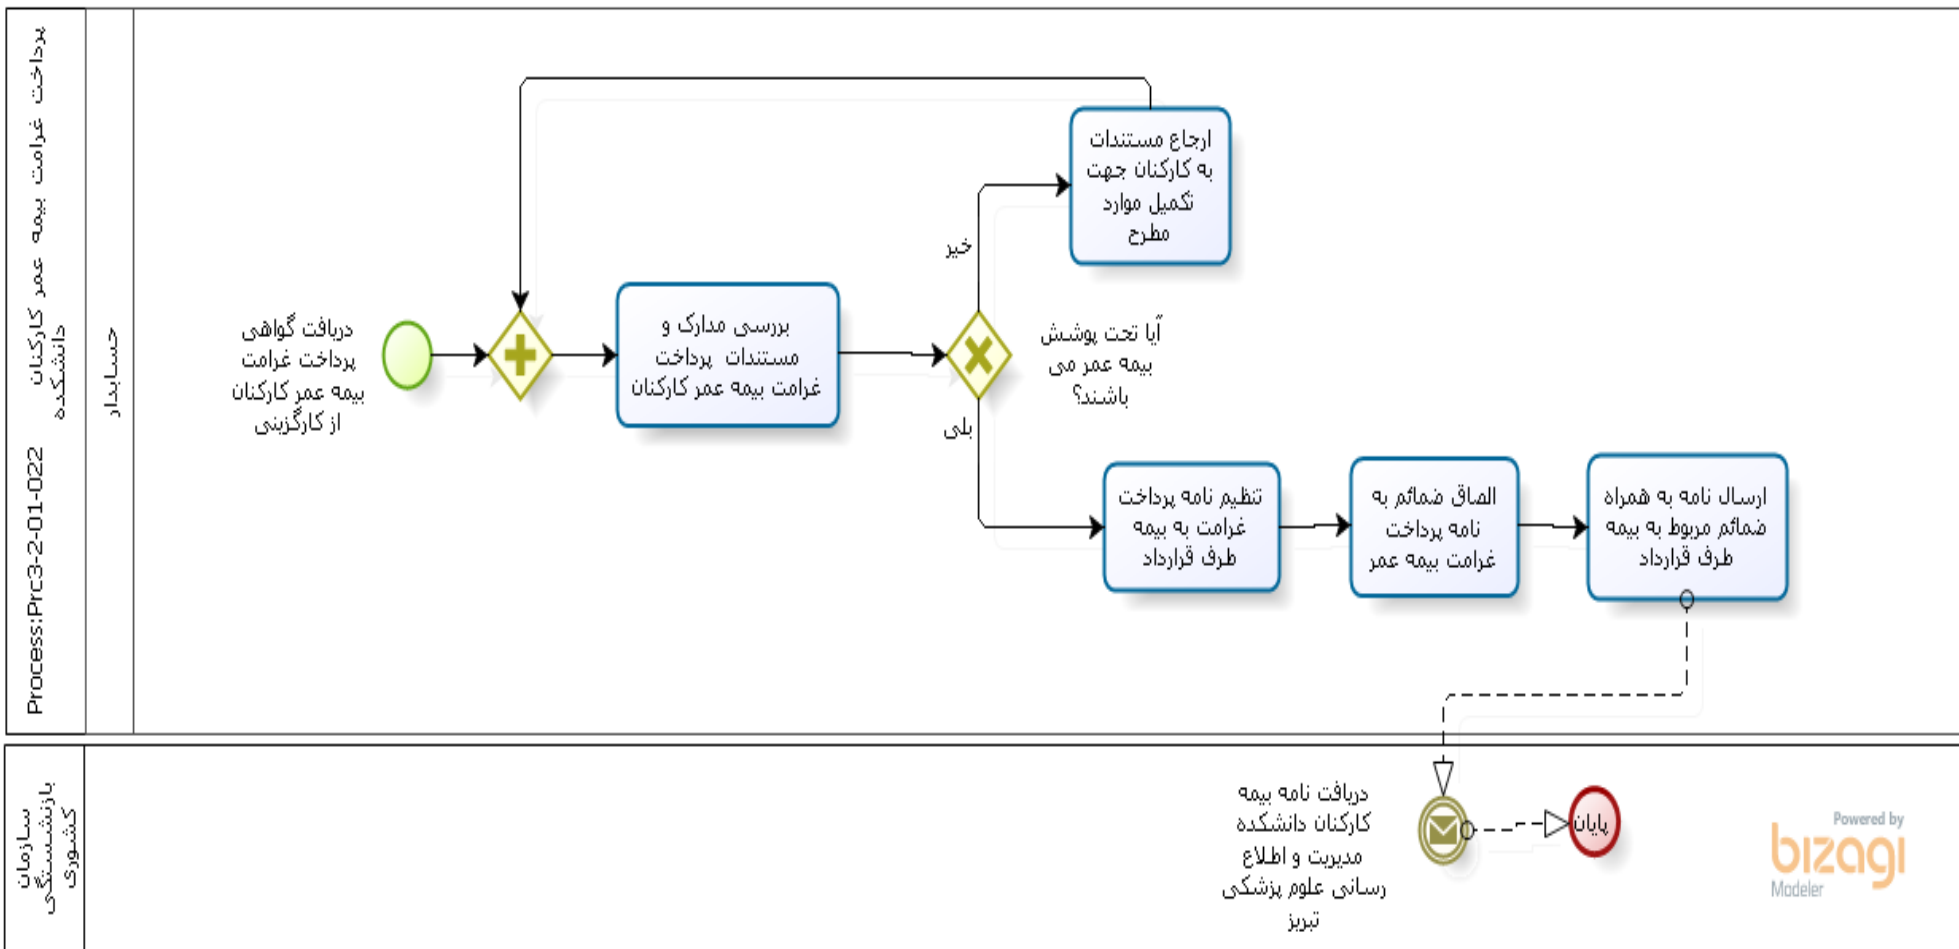 پرداخت غرامت بیمه عمر کارکنان
دانشکده
Process:Prc3-2-01-022
حسابدار
دریافت گواهی
پرداخت غرامت
بیمه عمر کارکنان
از کارگزینی
بررسی مدارک و
مستندات پرداخت
غرامت بیمه عمر کارکنان
آیا تحت پوشش
بیمه عمر می
باشند؟
خیر
ارجاع مستندات
به کارکنان جهت
تکمیل موارد
مطرح
بلی
تنظیم نامه پرداخت
غرامت به بیمه
طرف قرارداد
الصاق ضمائم به
نامه پرداخت
غرامت بیمه عمر
ارسال نامه به همراه
ضمائم مربوط به بیمه
طرف قرارداد
سازمان
بازنشستگی
کشوری
دریافت نامه بیمه
کارکنان دانشکده
مدیریت و اطلاع
رسانی علوم پزشکی
تبریز
پایان
Powered by
bizagi
Modeler